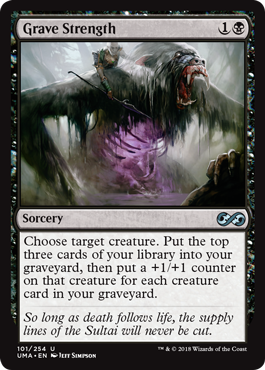 Grave Strength 1
Sorcery
Choose target creature. Put the top
three cards of your library into your
graveyard, then put a +1/+1 counter
on that creature for each creature
card in your graveyard.
So long as death follows life, the supply
lines of the Sultai will never be cut.
101/254 U
UMA • EN Jeff Simpson
™ & © 2018 Wizards of the Coast